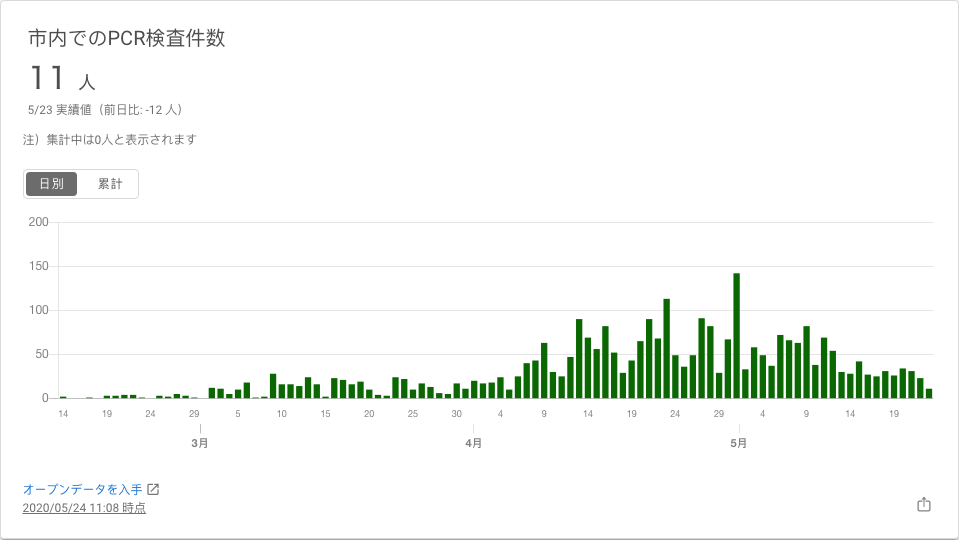 市内でのPCR検査件数
11 人
5/23 実績値（前日比: -12 人）
注）集計中は0人と表示されます
日別 累計
200
150
100
50
0
14 19 24 29 5 10 15 20 25 30 4 9 14 19 24 29 4 9 14 19
3月 4月 5月
オープンデータを入手
2020/05/24 11:08 時点